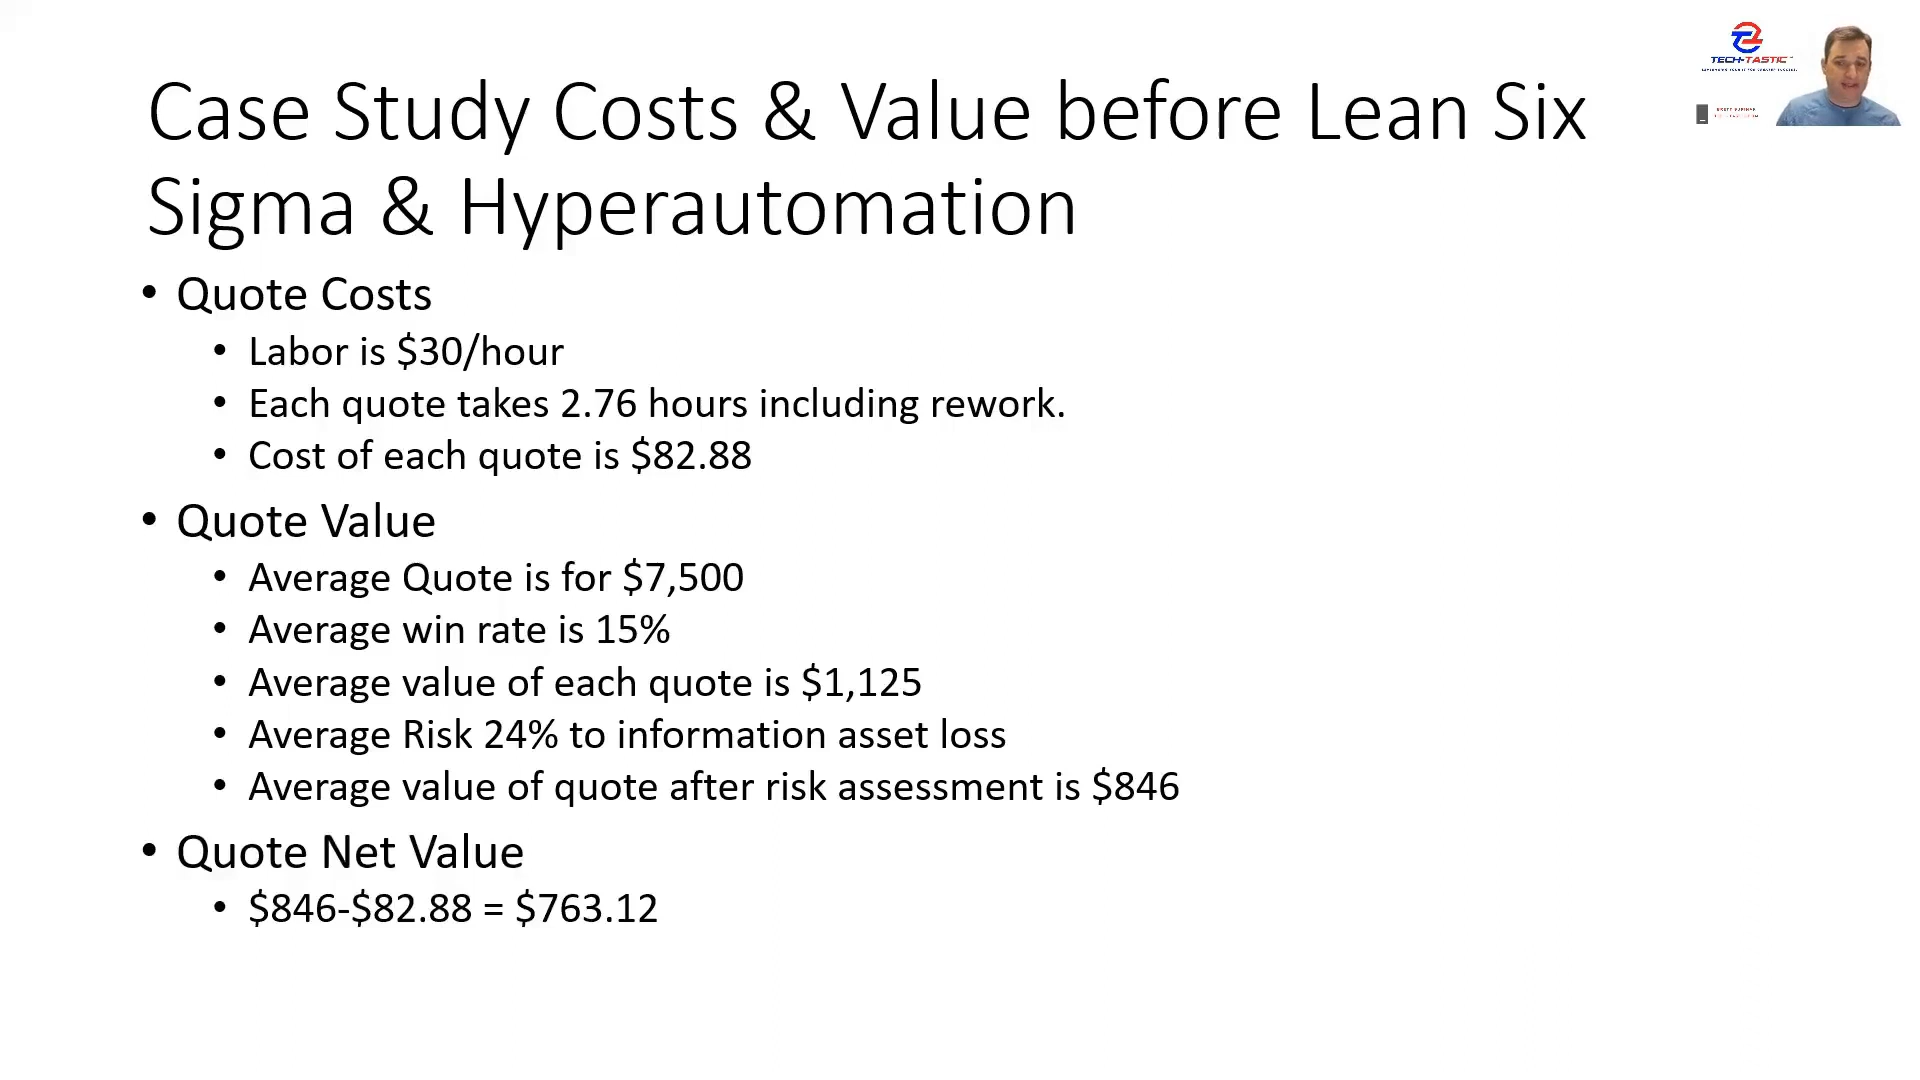 TECH-TASTIC
Case Study Costs & Value before Lean Six
Sigma & Hyperautomation
• Quote Costs
• Labor is $30/hour
• Each quote takes 2.76 hours including rework.
• Cost of each quote is $82.88
• Quote Value
• Average Quote is for $7,500
• Average win rate is 15%
• Average value of each quote is $1,125
• Average Risk 24% to information asset loss
• Average value of quote after risk assessment is $846
• Quote Net Value
• $846-$82.88 = $763.12